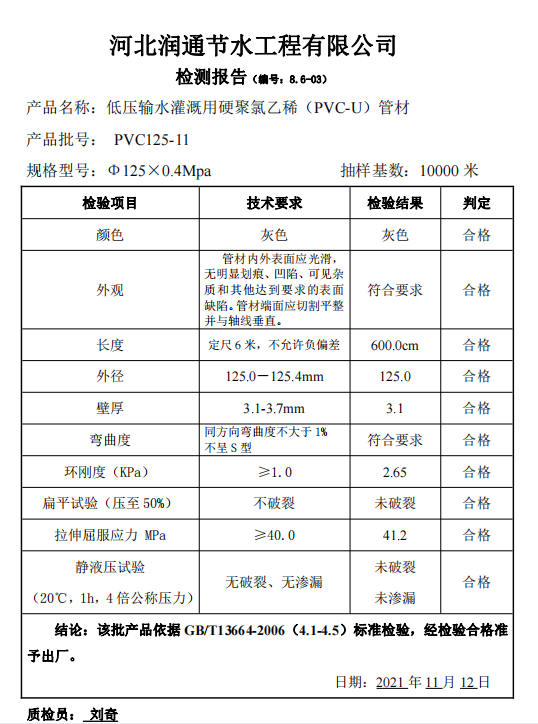 河北润通节水工程有限公司
检测报告（编号：8.6-03）
产品名称：低压输水灌溉用硬聚氯乙稀（PVC-U）管材
产品批号： PVC125-11
规格型号：Φ125×0.4Mpa 抽样基数：10000 米
检验项目 技术要求 检验结果 判定
颜色 灰色 灰色 合格
外观 管材内外表面应光滑， 符合要求 合格
无明显划痕、凹陷、可见杂
质和其他达到要求的表面
缺陷。管材端面应切割平整
并与轴线垂直。
长度 定尺 6 米，不允许负偏差 600.0cm 合格
外径 125.0－125.4mm 125.0 合格
壁厚 3.1-3.7mm 3.1 合格
弯曲度 同方向弯曲度不大于 1% 符合要求 合格
不呈 S 型
环刚度（KPa） ≥1.0 2.65 合格
扁平试验（压至 50%） 不破裂 未破裂 合格
拉伸屈服应力 MPa ≥40.0 41.2 合格
静液压试验 无破裂、无渗漏 未破裂 合格
（20℃，1h，4 倍公称压力） 未渗漏
结论：该批产品依据 GB/T13664-2006（4.1-4.5）标准检验，经检验合格准
予出厂。
日期：2021 年 11 月 12 日
质检员： 刘奇